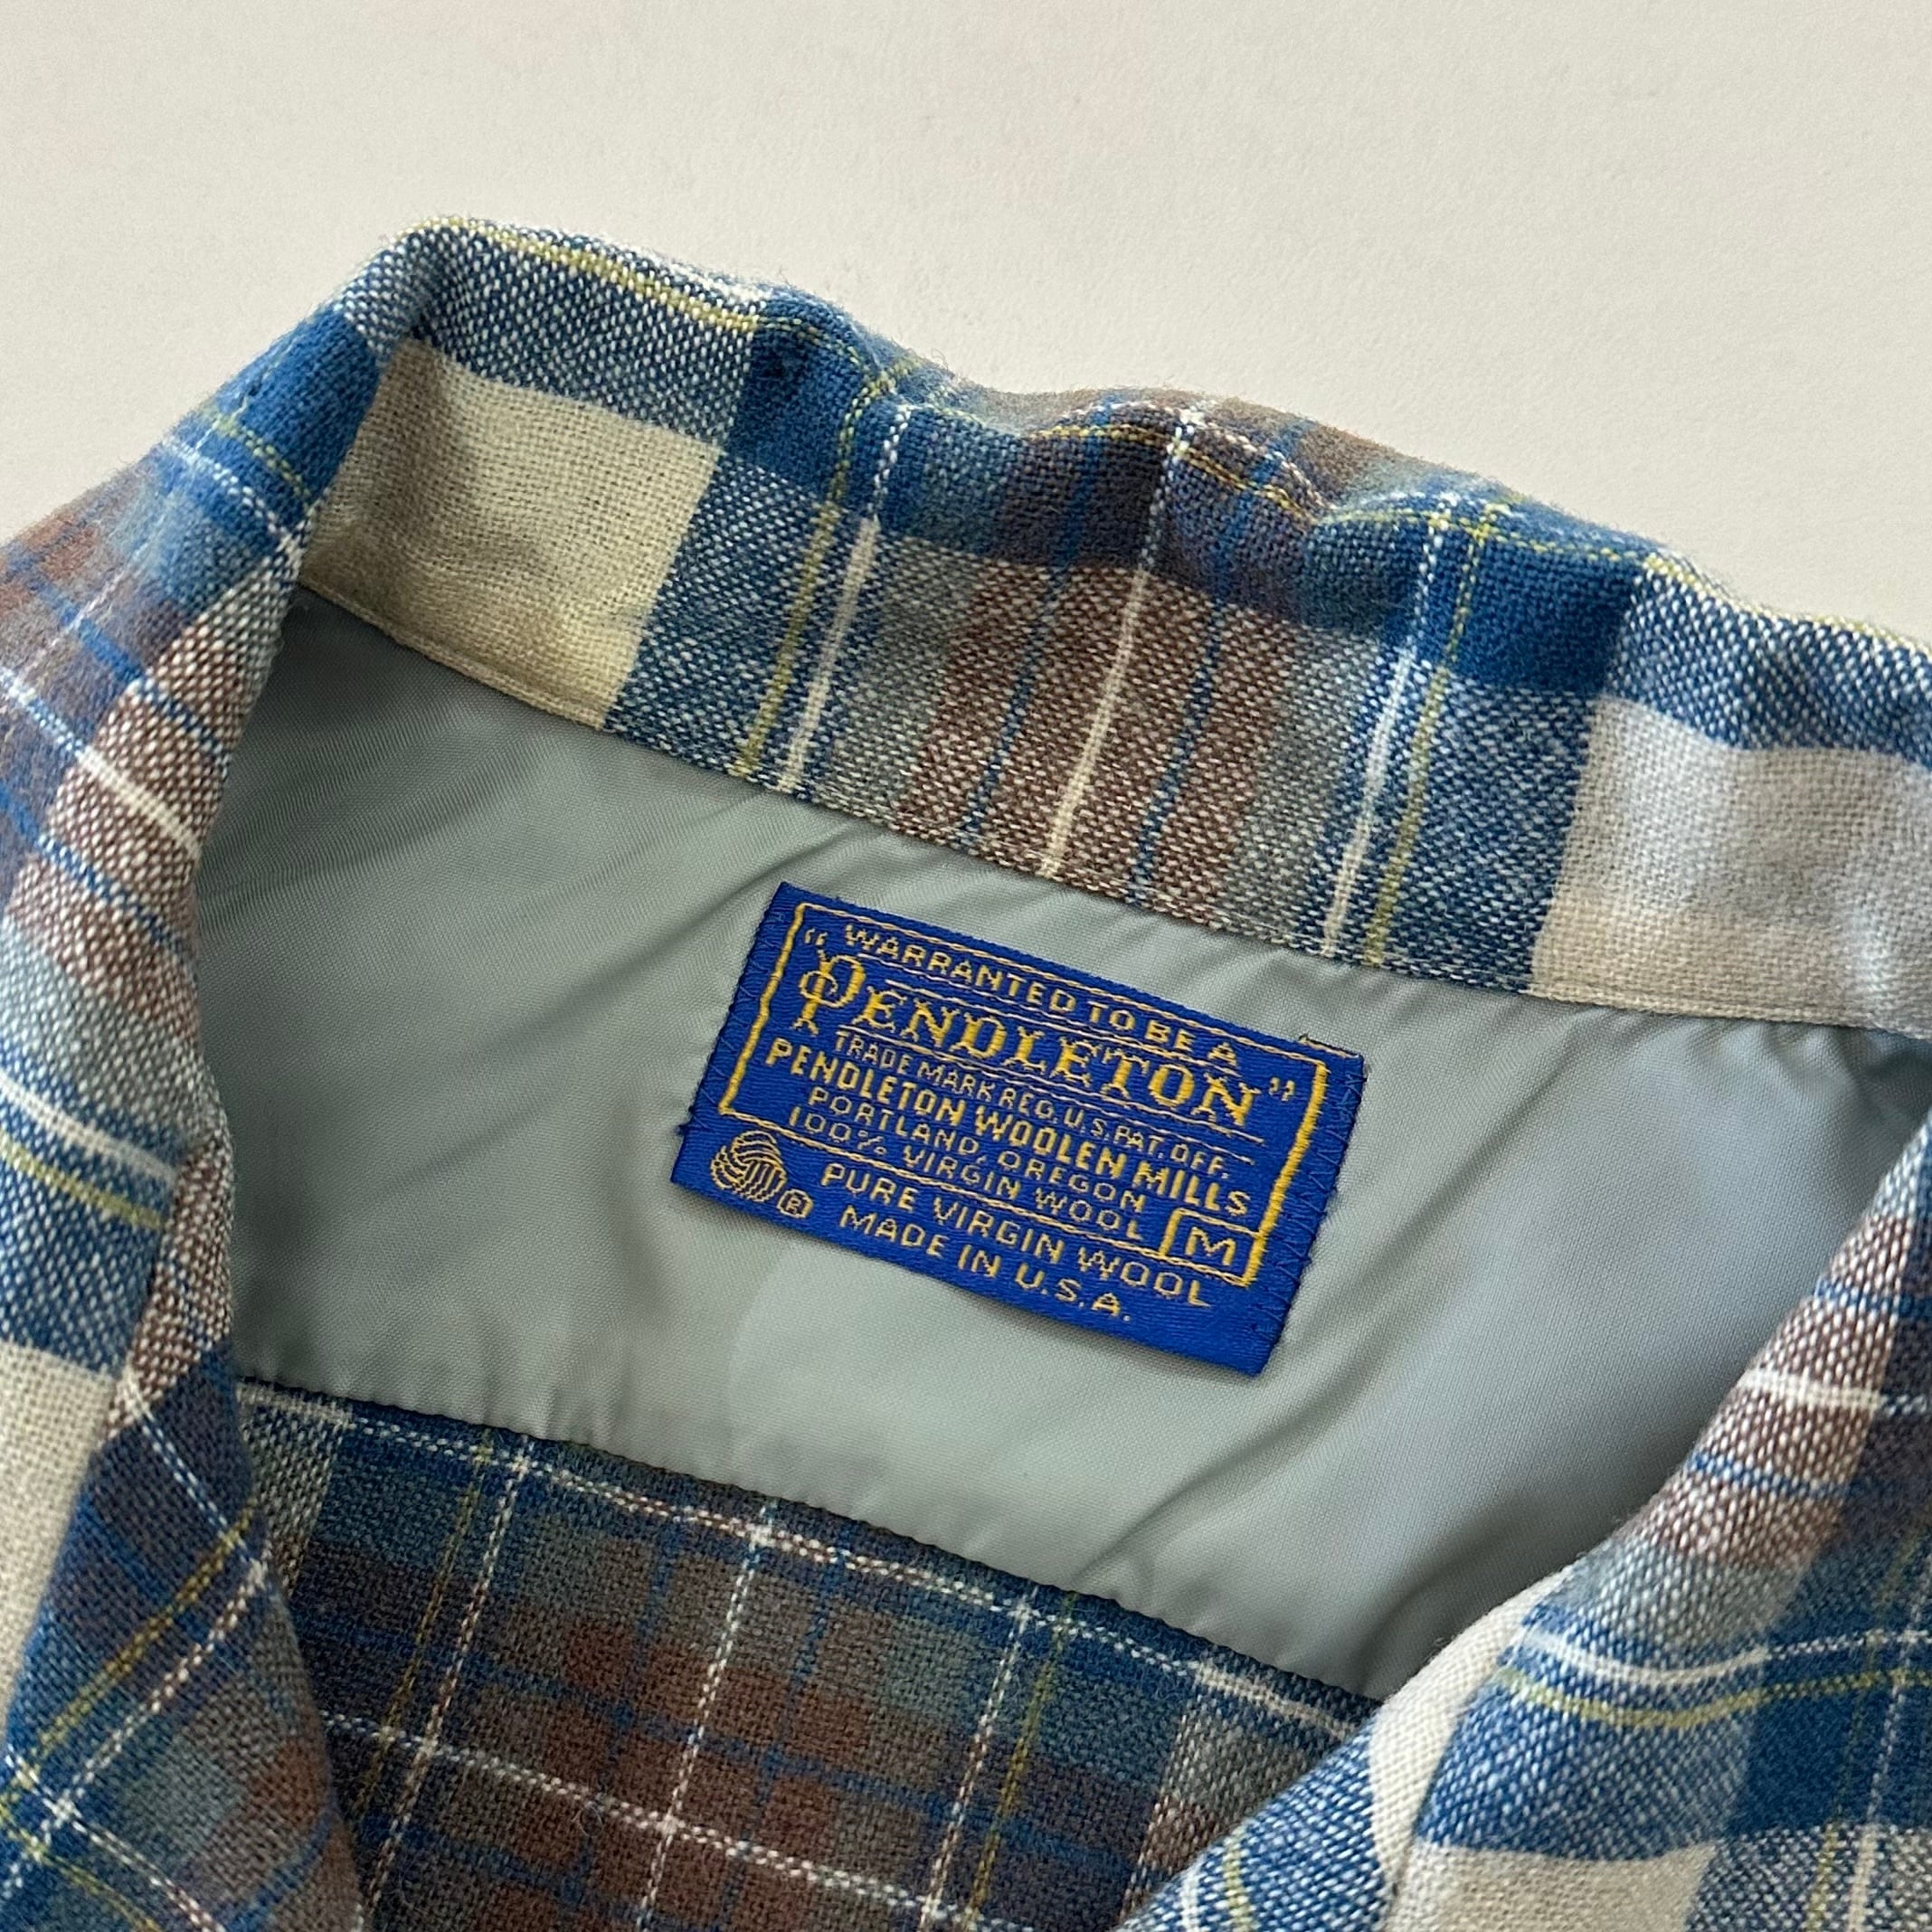 “WARRANTED TO BE A
PENDLETON”
TRADE MARK REG. U.S. PAT. OFF.
PENDLETON WOOLEN MILLS
PORTLAND, OREGON
100% VIRGIN WOOL M
PURE VIRGIN WOOL
® MADE IN U.S.A.